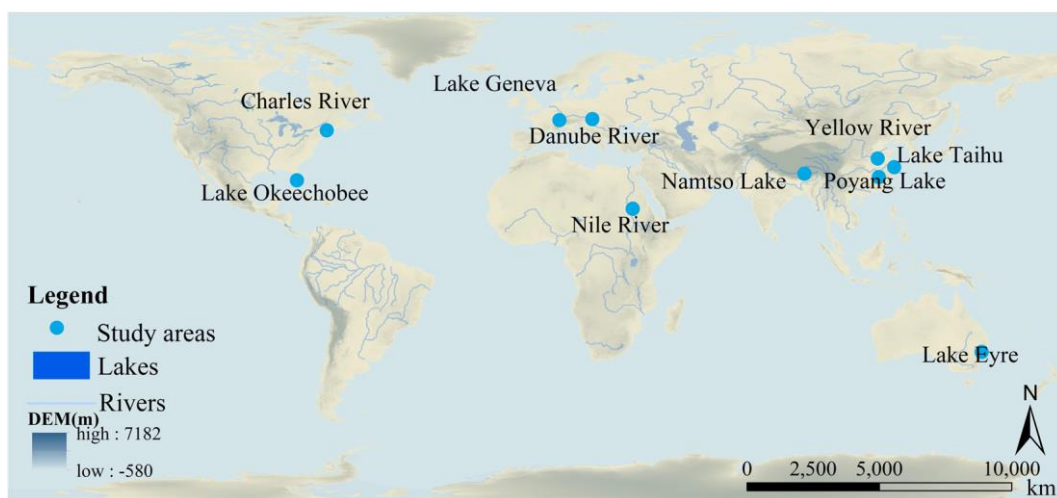 Lake Geneva
Charles River
Danube River
Yellow River
Lake Taihu
Namtso Lake
Poyang Lake
Lake Okeechobee
Nile River
Lake Eyre
Legend
Study areas
Lakes
Rivers
DEM(m)
high : 7182
low : -580
N
0 2,500 5,000 10,000
km